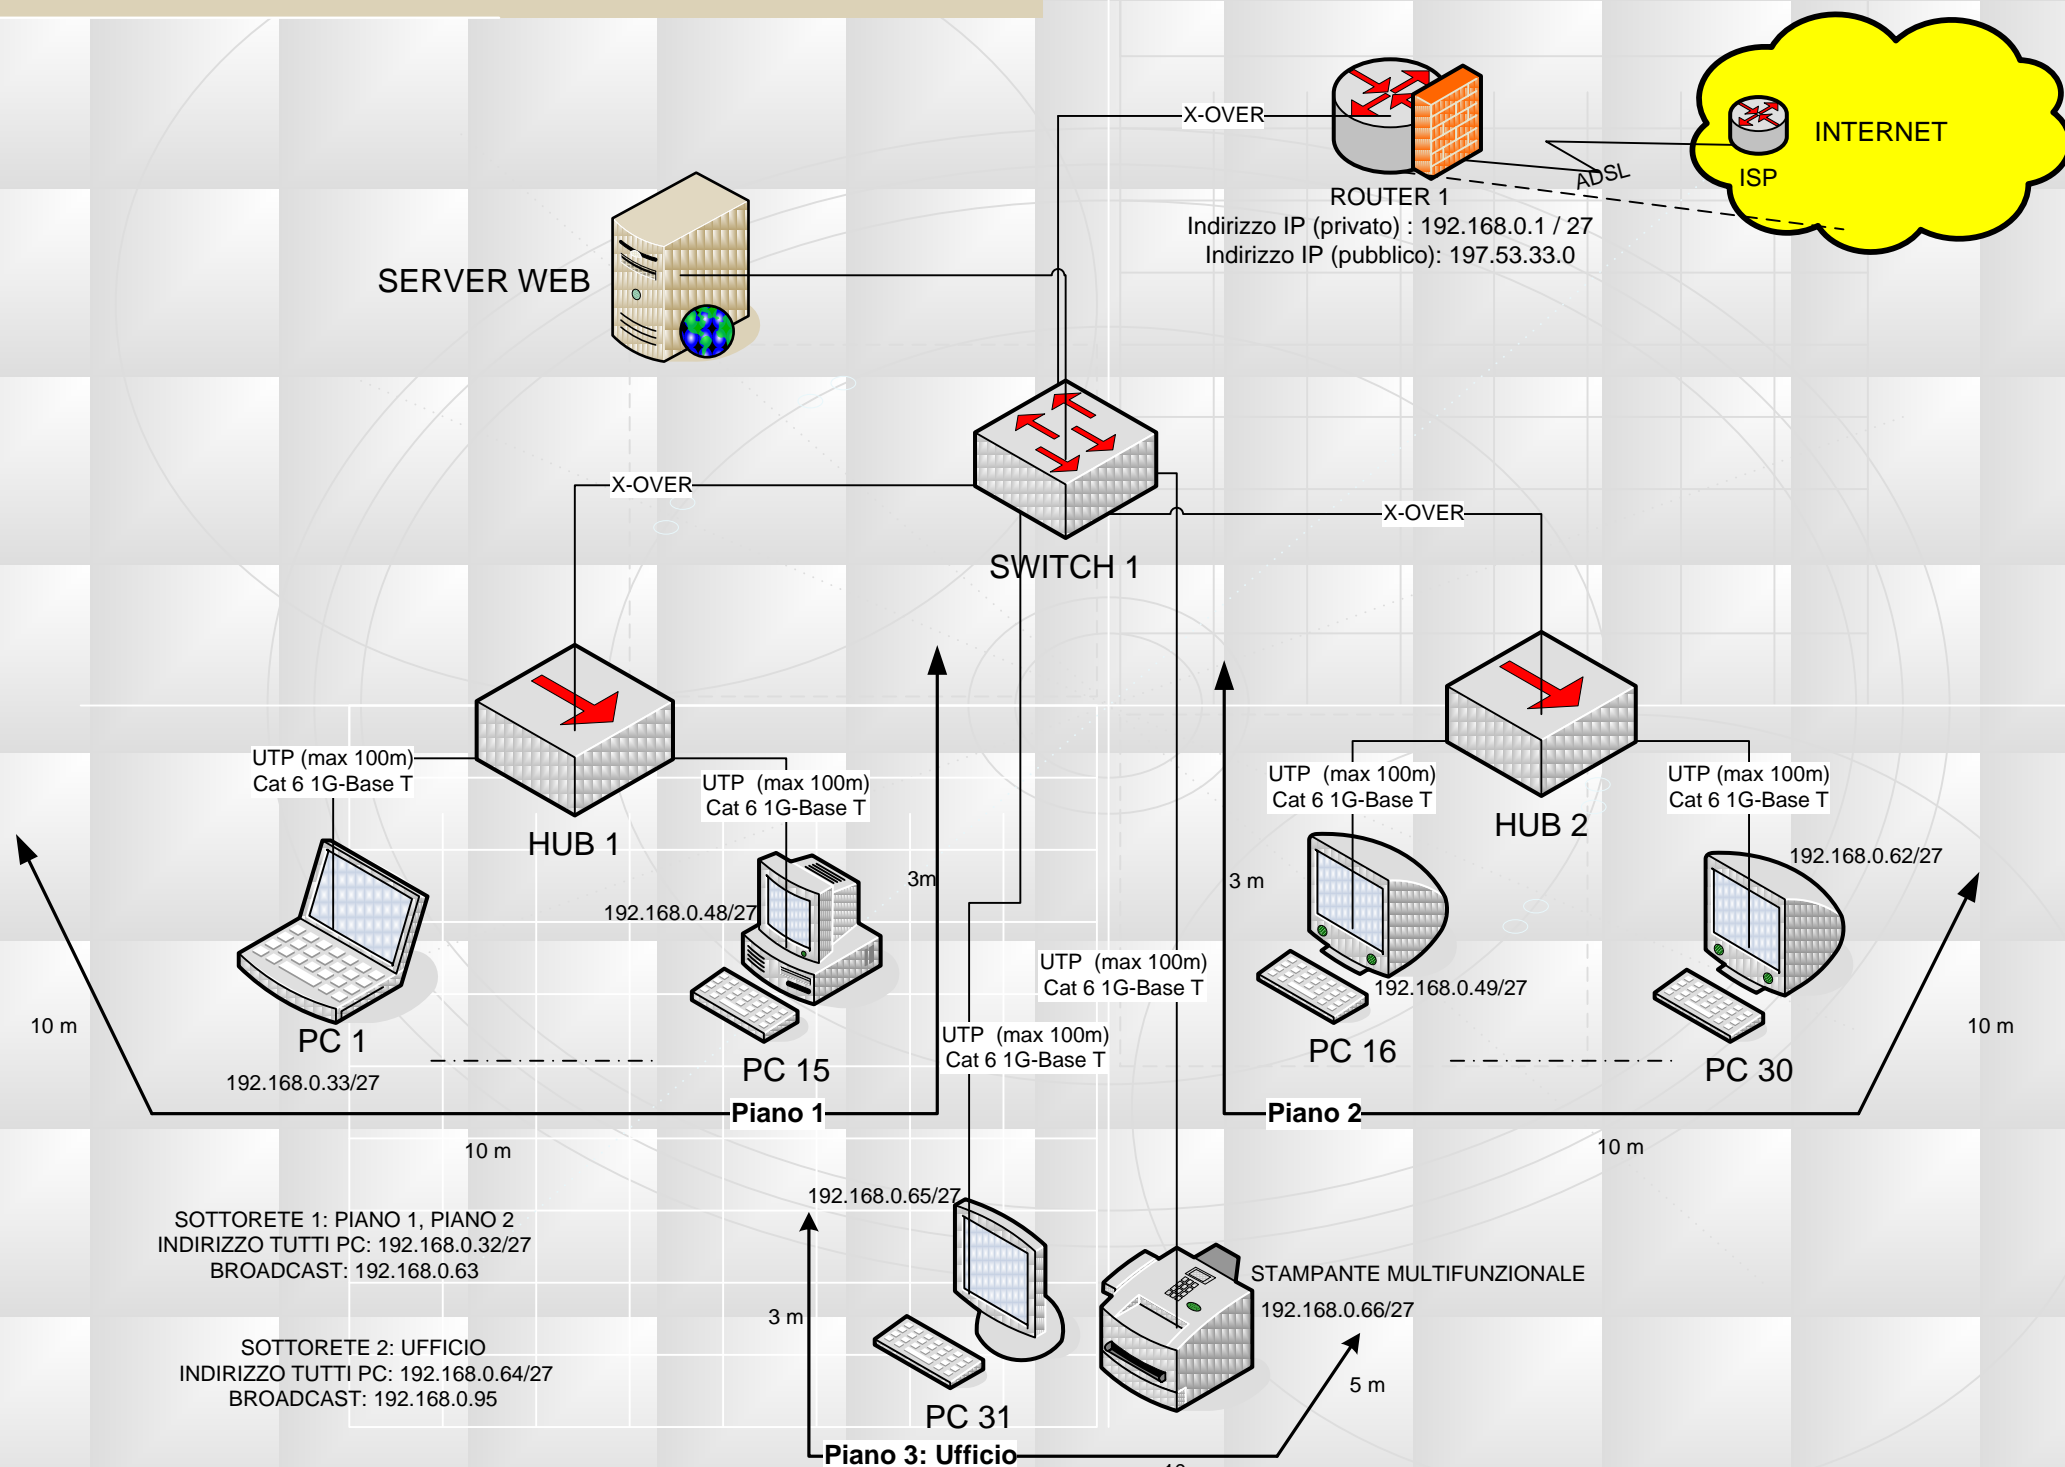 X-OVER
INTERNET
ISP
ADSL
ROUTER 1
Indirizzo IP (privato) : 192.168.0.1 / 27
Indirizzo IP (pubblico): 197.53.33.0
SERVER WEB
X-OVER
X-OVER
SWITCH 1
UTP (max 100m)
Cat 6 1G-Base T
UTP (max 100m)
Cat 6 1G-Base T
HUB 1
UTP (max 100m)
Cat 6 1G-Base T
UTP (max 100m)
Cat 6 1G-Base T
HUB 2
192.168.0.62/27
3m
3 m
192.168.0.48/27
UTP (max 100m)
Cat 6 1G-Base T
192.168.0.49/27
10 m
PC 1
192.168.0.33/27
PC 15
UTP (max 100m)
Cat 6 1G-Base T
PC 16
PC 30
10 m
Piano 1
Piano 2
10 m
10 m
192.168.0.65/27
SOTTORETE 1: PIANO 1, PIANO 2
INDIRIZZO TUTTI PC: 192.168.0.32/27
BROADCAST: 192.168.0.63
STAMPANTE MULTIFUNZIONALE
192.168.0.66/27
3 m
SOTTORETE 2: UFFICIO
INDIRIZZO TUTTI PC: 192.168.0.64/27
BROADCAST: 192.168.0.95
5 m
PC 31
Piano 3: Ufficio